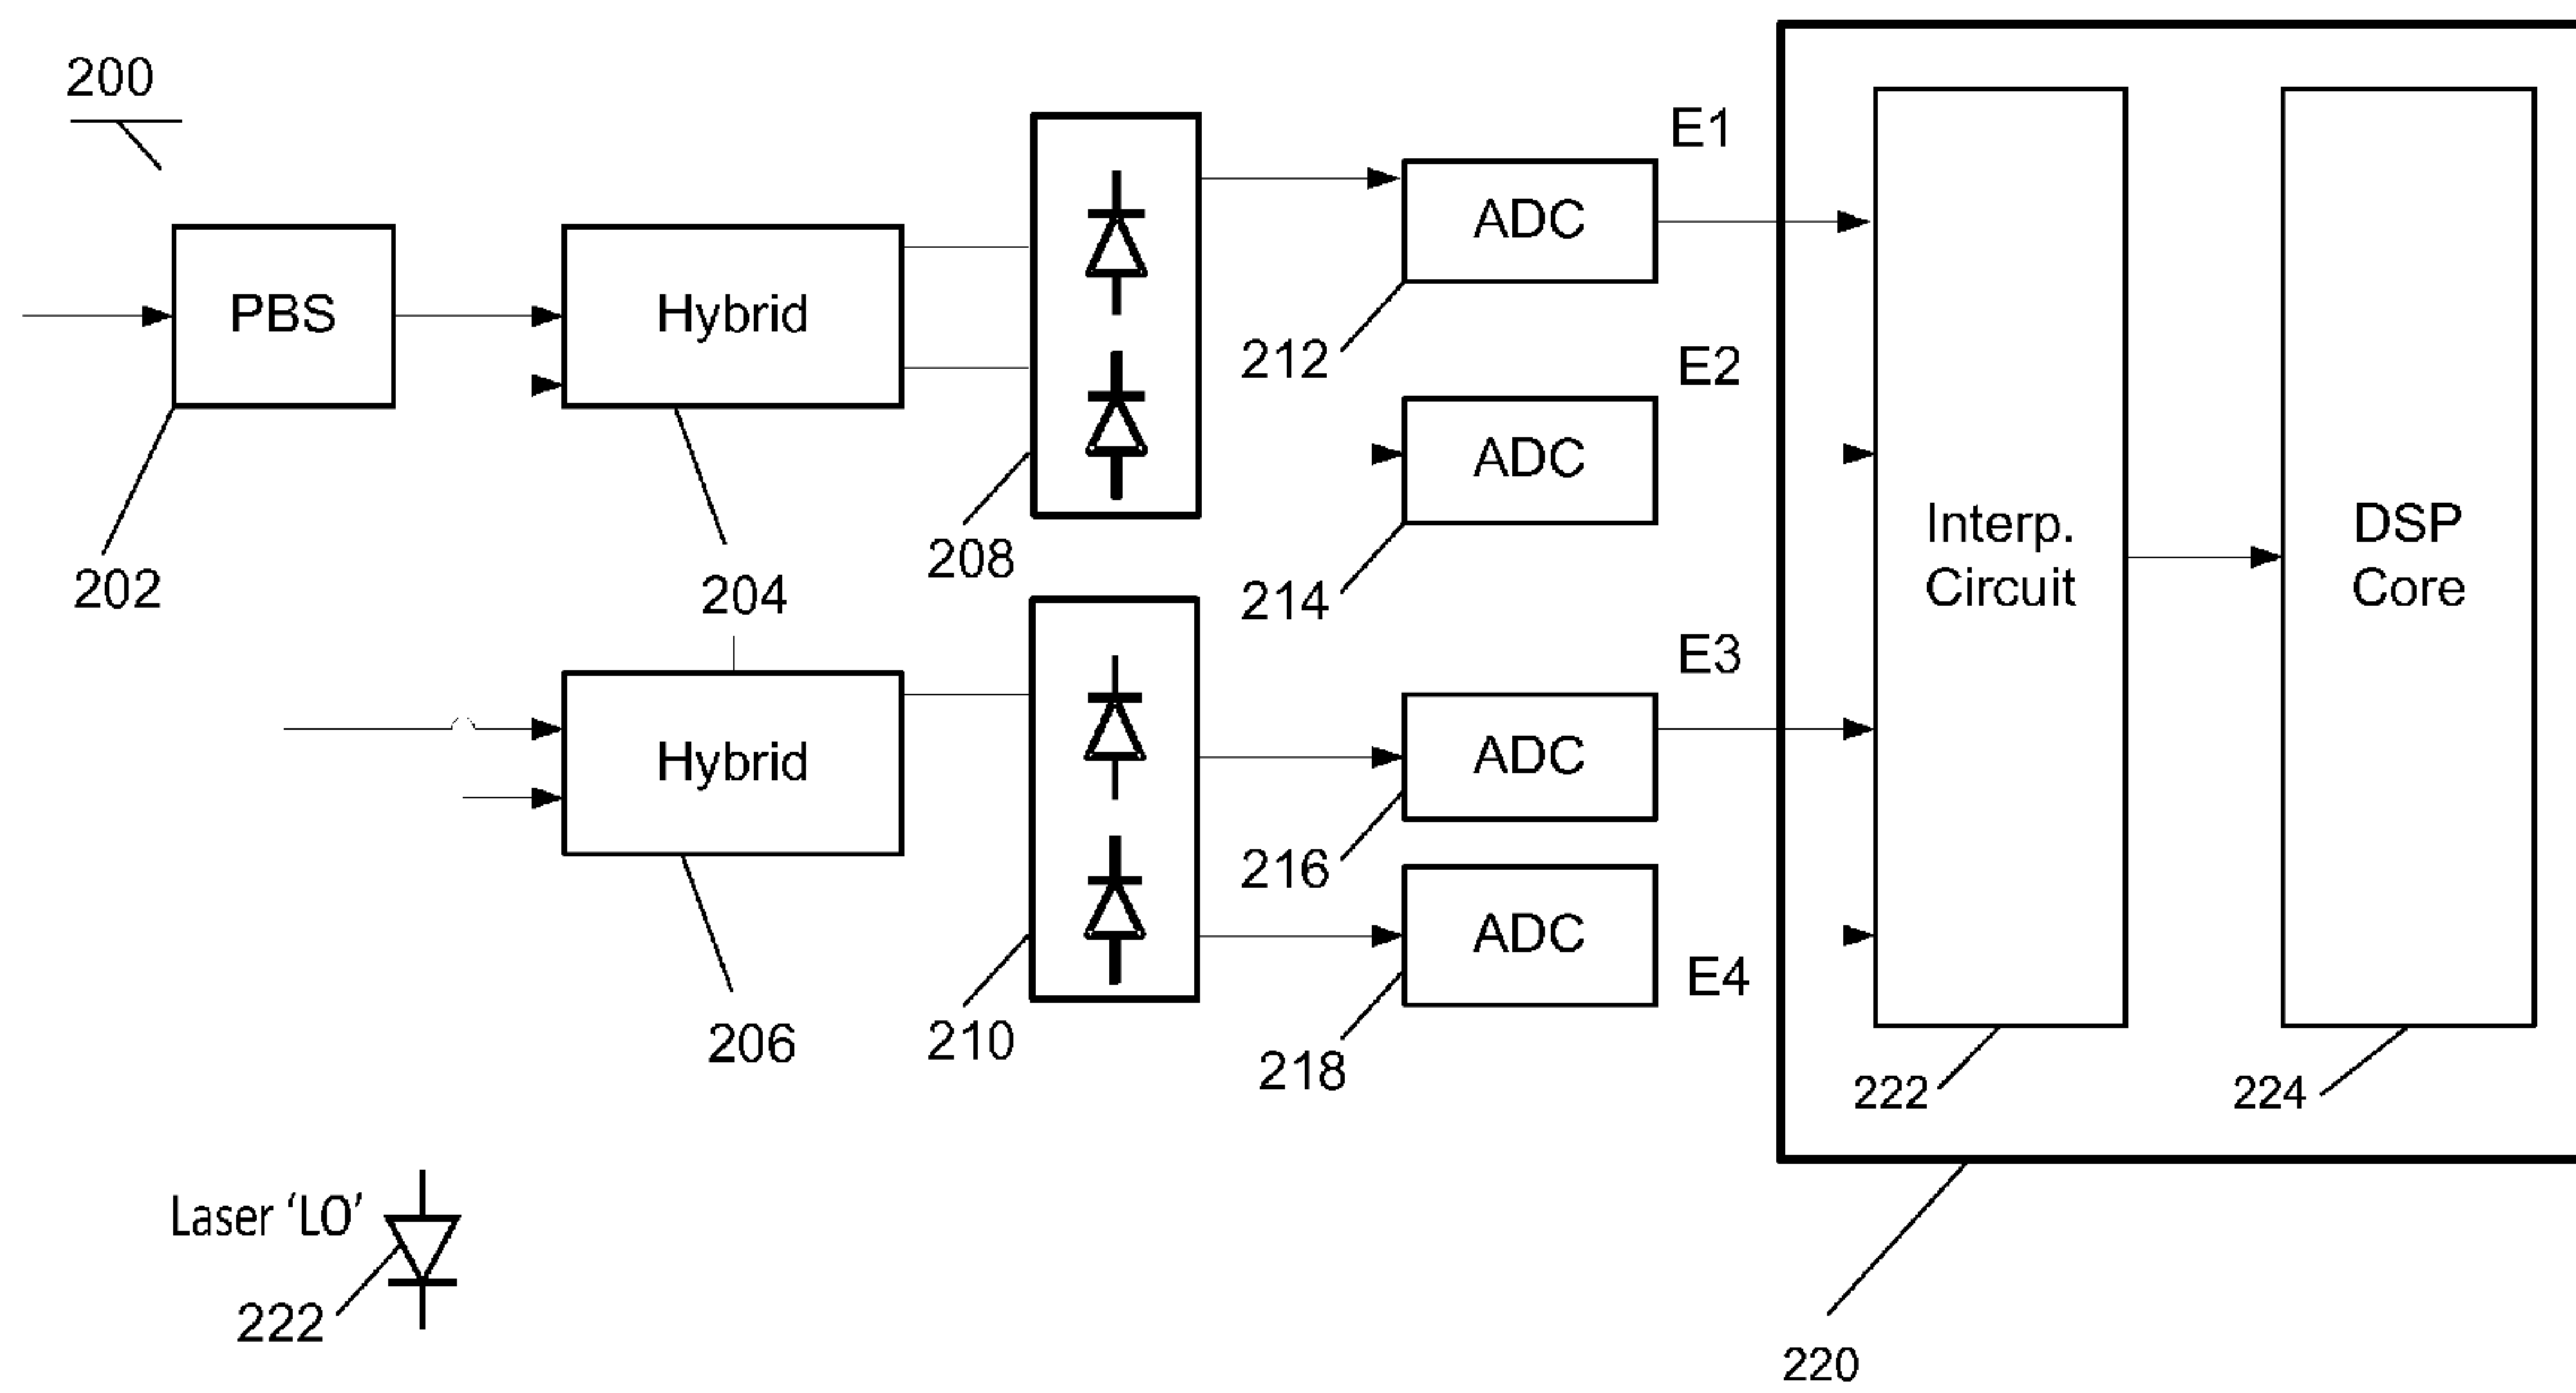 200
E1
ADC
PBS
Hybrid
212
E2
ADC
208
202
204
214
Interp.
Circuit
DSP
Core
E3
Hybrid
ADC
216
206
210
ADC
E4
218
222
224
Laser ‘LO’
222
220